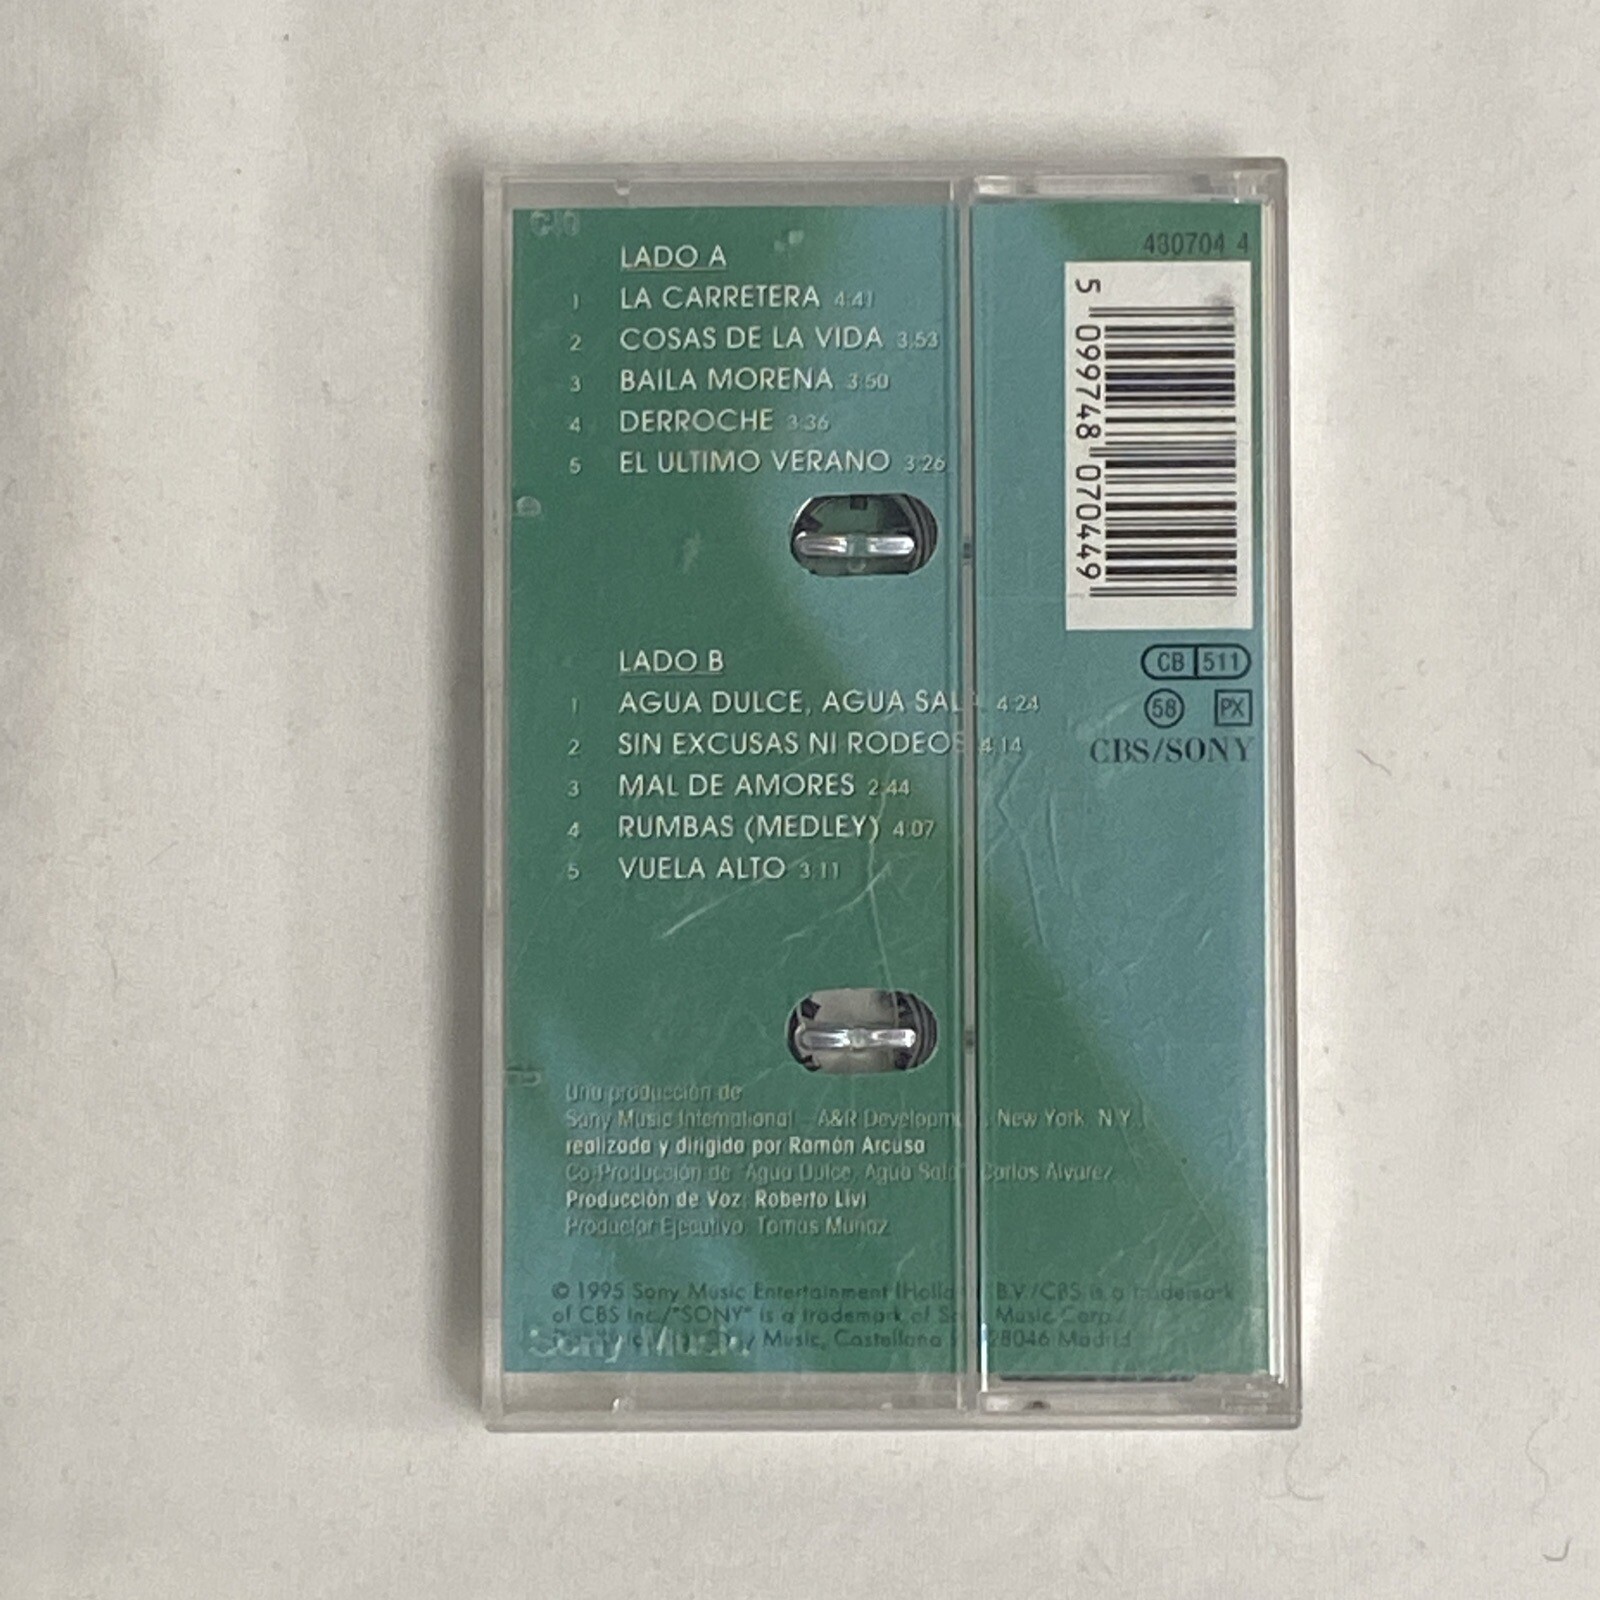 LADO A
1 LA CARRETERA 4:41
2 COSAS DE LA VIDA 3:53
3 BAILA MORENA 3:50
4 DERROCHE 3:36
5 EL ULTIMO VERANO 3:26
LADO B
1 AGUA DULCE, AGUA SALÁ 4:24
2 SIN EXCUSAS NI RODEOS 4:14
3 MAL DE AMORES 2:44
4 RUMBAS (MEDLEY) 4:07
5 VUELA ALTO 3:11
Una producción de
Sony Music International - A&R Development, New York, N.Y.,
realizada y dirigida por Ramón Arcusa
Co-Producción de "Agua Dulce, Agua Salá" Carlos Alvarez
Producción de Voz: Roberto Livi
Productor Ejecutivo: Tomás Muñoz
© 1995 Sony Music Entertainment (Holland) B.V./CBS is a trademark
of CBS Inc./"SONY" is a trademark of Sony Music Corp./
Music, Castellana 28046 Madrid
Sony Music
480704 4
5 099748 070449
CB 511
58 PX
CBS/SONY